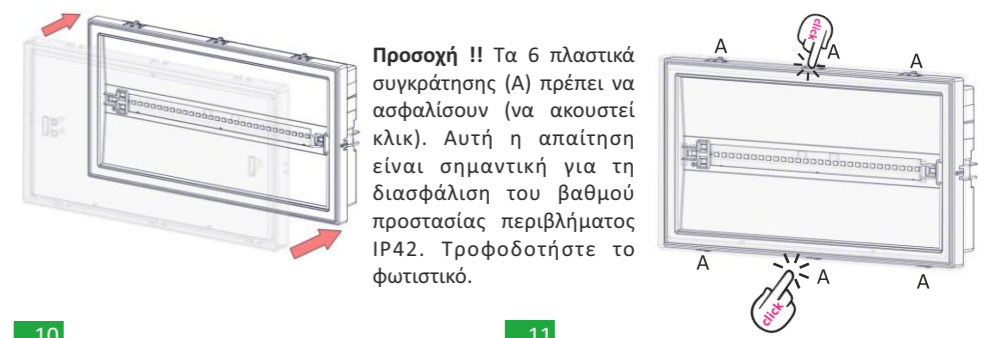 Προσοχή !! Τα 6 πλαστικά
συγκράτησης (Α) πρέπει να
ασφαλίσουν (να ακουστεί
κλικ). Αυτή η απαίτηση
είναι σημαντική για τη
διασφάλιση του βαθμού
προστασίας περιβλήματος
IP42. Τροφοδοτήστε το
φωτιστικό.
click
A
A
A
A
A
A
click
10
11